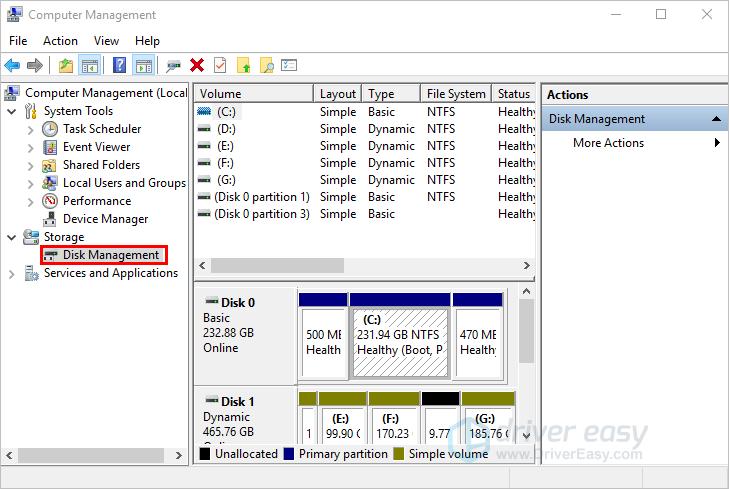 Computer Management
File Action View Help
Computer Management (Local
System Tools
Task Scheduler
Event Viewer
Shared Folders
Local Users and Groups
Performance
Device Manager
Storage
Disk Management
Services and Applications
Volume Layout Type File System Status
(C:) Simple Basic NTFS Healthy
(D:) Simple Dynamic NTFS Healthy
(E:) Simple Dynamic NTFS Healthy
(F:) Simple Dynamic NTFS Healthy
(G:) Simple Dynamic NTFS Healthy
(Disk 0 partition 1) Simple Basic NTFS Healthy
(Disk 0 partition 3) Simple Basic Healthy
Disk 0
Basic
232.88 GB
Online
500 MB
Health
(C:)
231.94 GB NTFS
Healthy (Boot, P
470 MB
Health
Disk 1
Dynamic
465.76 GB
1
(E:)
99.90 G
(F:)
170.23
9.77
(G:)
185.76 G
Unallocated Primary partition Simple volume
Actions
Disk Management
More Actions
driver easy
www.DriverEasy.com